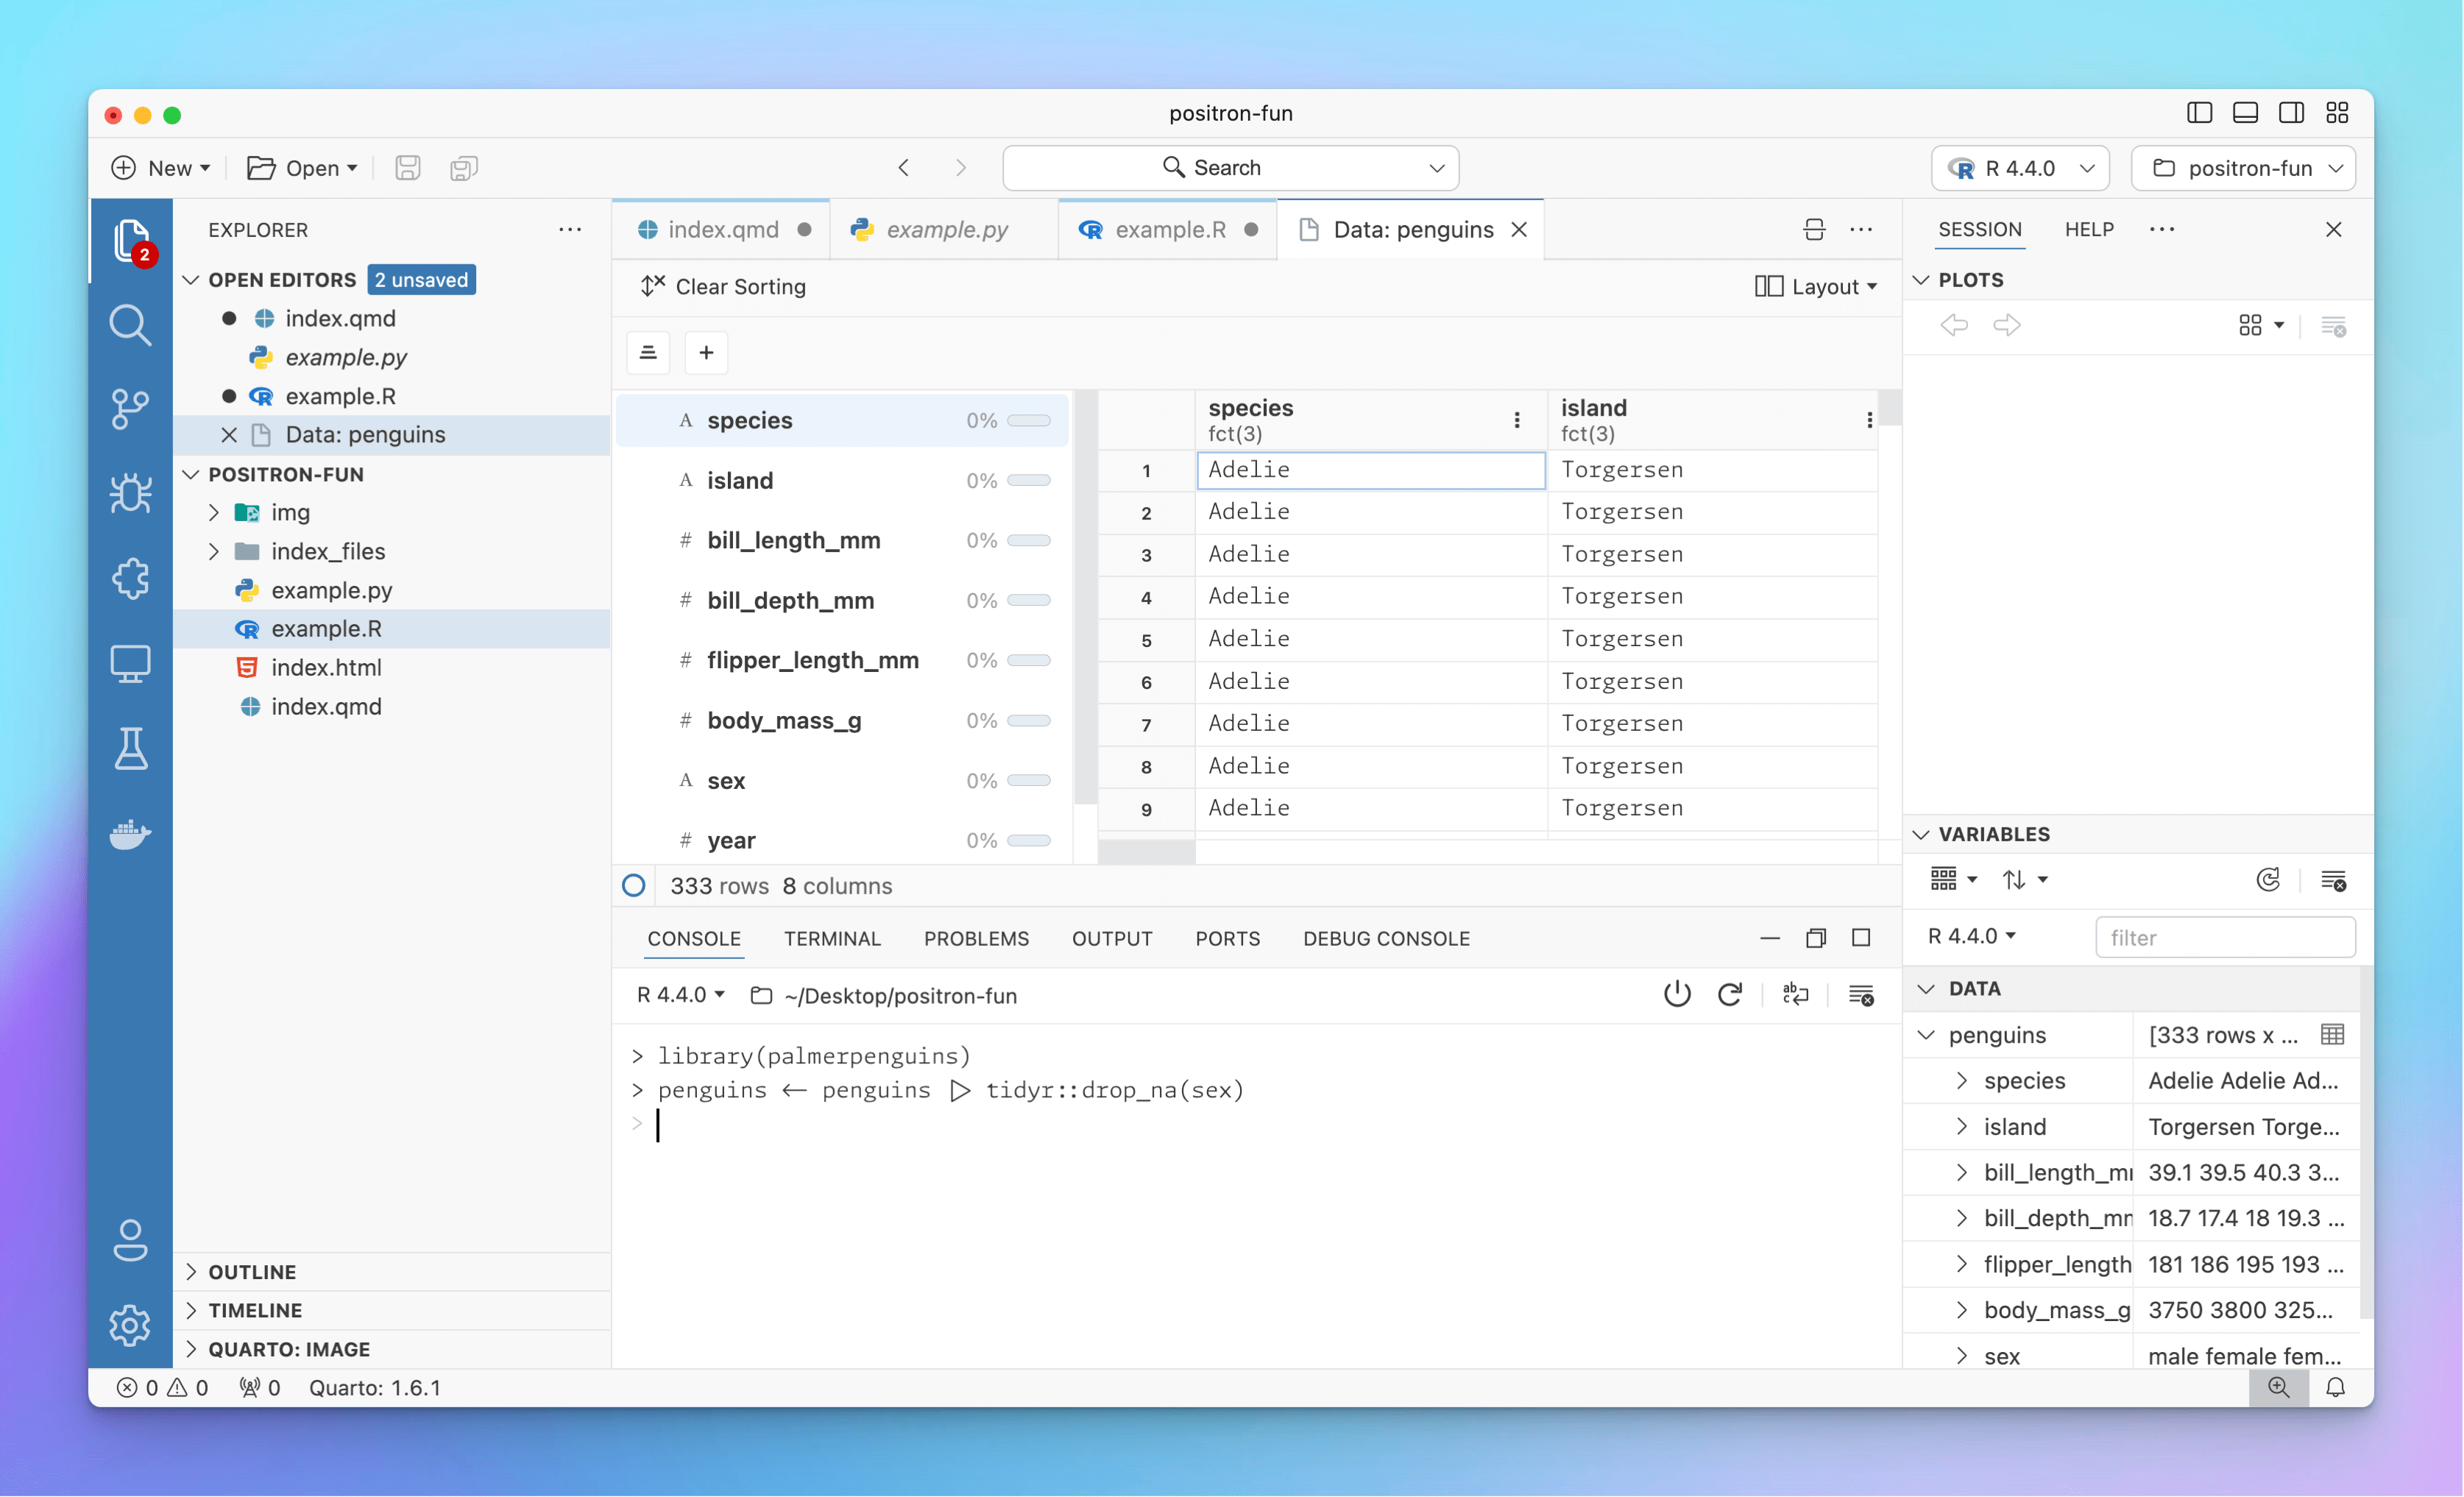 positron-fun
New
Open
Search
R 4.4.0
positron-fun
2
EXPLORER
OPEN EDITORS 2 unsaved
index.qmd
example.py
example.R
Data: penguins
POSITRON-FUN
img
index_files
example.py
example.R
index.html
index.qmd
OUTLINE
TIMELINE
QUARTO: IMAGE
index.qmd
example.py
example.R
Data: penguins
Clear Sorting
Layout
A species 0%
A island 0%
# bill_length_mm 0%
# bill_depth_mm 0%
# flipper_length_mm 0%
# body_mass_g 0%
A sex 0%
# year 0%
species island
fct(3) fct(3)
1 Adelie Torgersen
2 Adelie Torgersen
3 Adelie Torgersen
4 Adelie Torgersen
5 Adelie Torgersen
6 Adelie Torgersen
7 Adelie Torgersen
8 Adelie Torgersen
9 Adelie Torgersen
333 rows 8 columns
CONSOLE TERMINAL PROBLEMS OUTPUT PORTS DEBUG CONSOLE
R 4.4.0 ~/Desktop/positron-fun
> library(palmerpenguins)
> penguins ← penguins ▷ tidyr::drop_na(sex)
>
SESSION HELP
PLOTS
VARIABLES
R 4.4.0 filter
DATA
penguins [333 rows x ...
species Adelie Adelie Ad...
island Torgersen Torge...
bill_length_m 39.1 39.5 40.3 3...
bill_depth_m 18.7 17.4 18 19.3 ...
flipper_length 181 186 195 193 ...
body_mass_g 3750 3800 325...
sex male female fem...
0 0 0 Quarto: 1.6.1